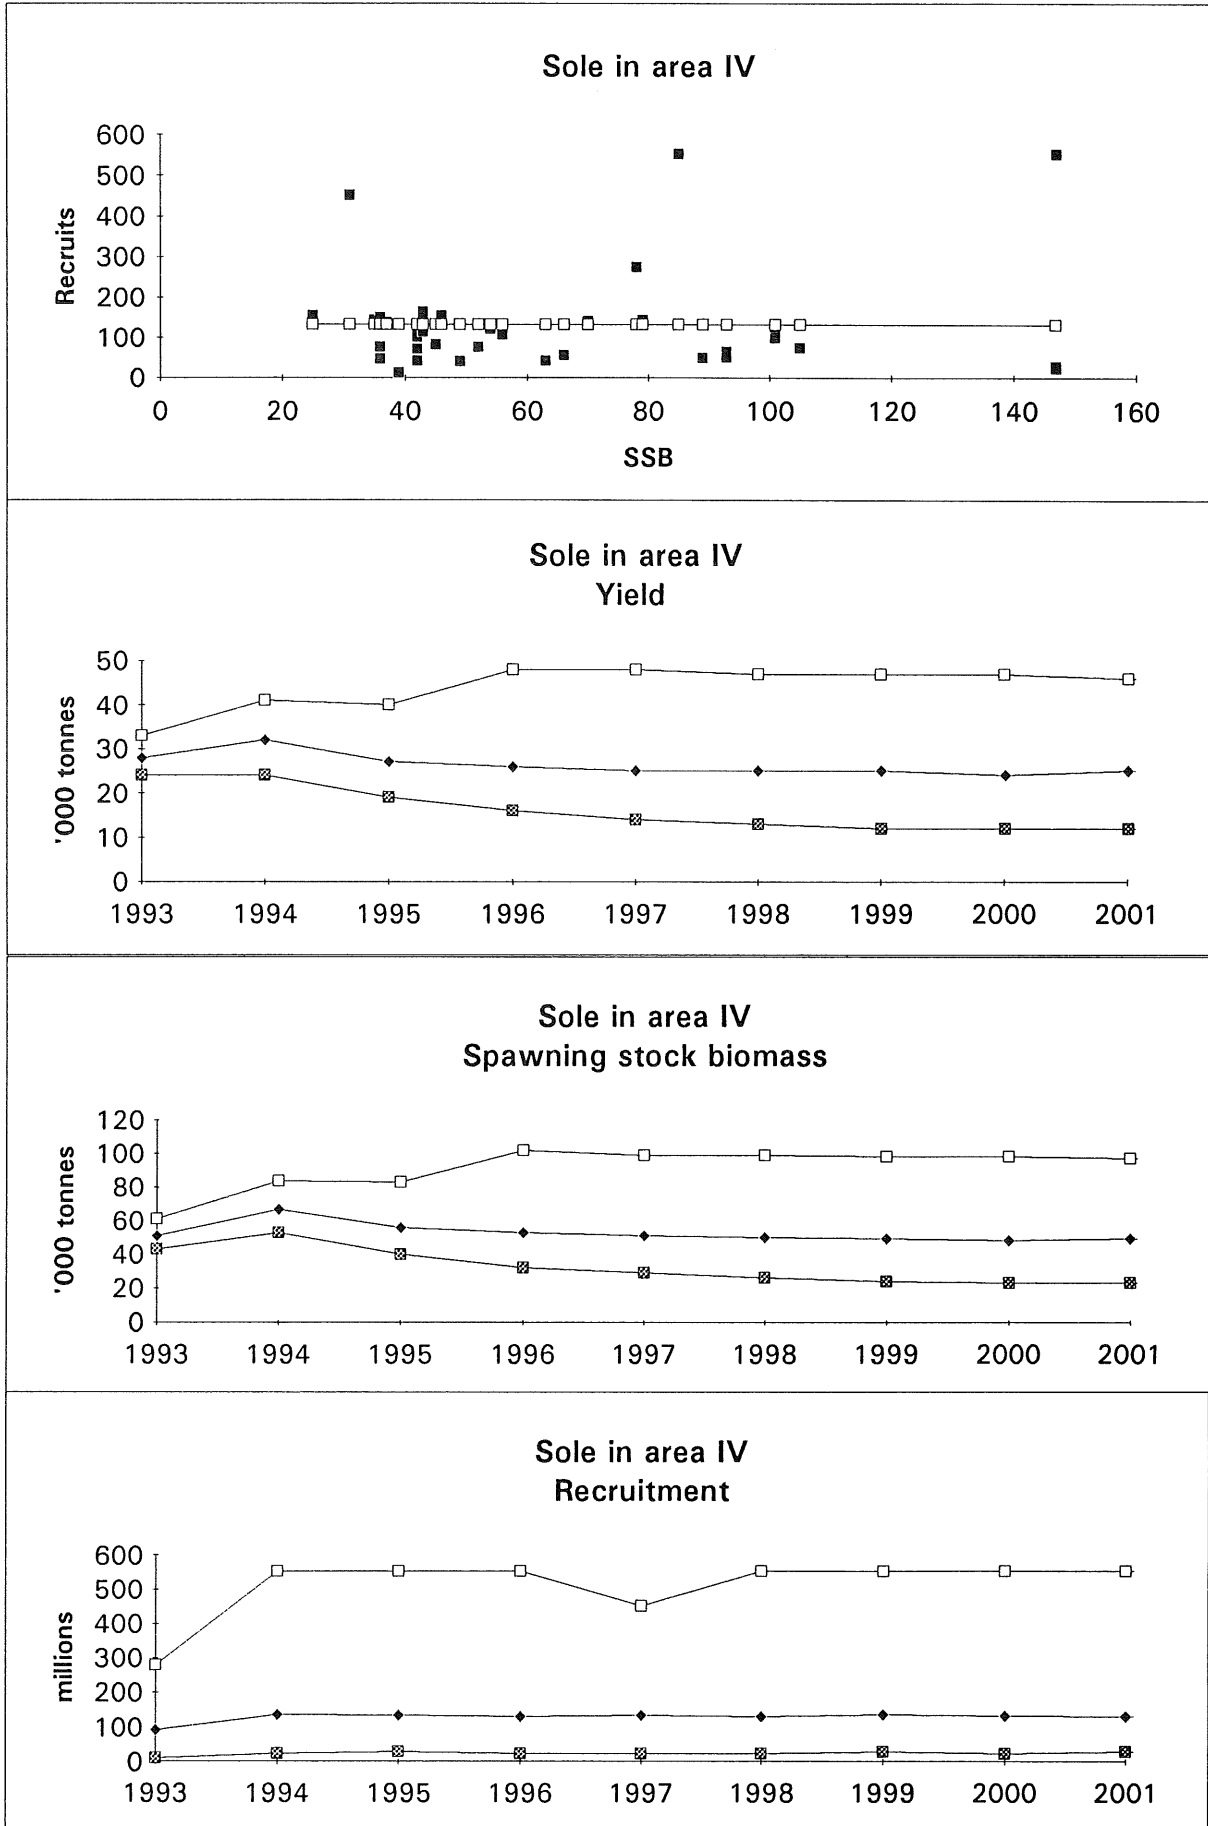 Sole in area IV
600
500
400
300
200
100
0
Recruits
0 20 40 60 80 100 120 140 160
SSB
Sole in area IV
Yield
50
40
30
20
10
0
'000 tonnes
1993 1994 1995 1996 1997 1998 1999 2000 2001
Sole in area IV
Spawning stock biomass
120
100
80
60
40
20
0
'000 tonnes
1993 1994 1995 1996 1997 1998 1999 2000 2001
Sole in area IV
Recruitment
600
500
400
300
200
100
0
millions
1993 1994 1995 1996 1997 1998 1999 2000 2001